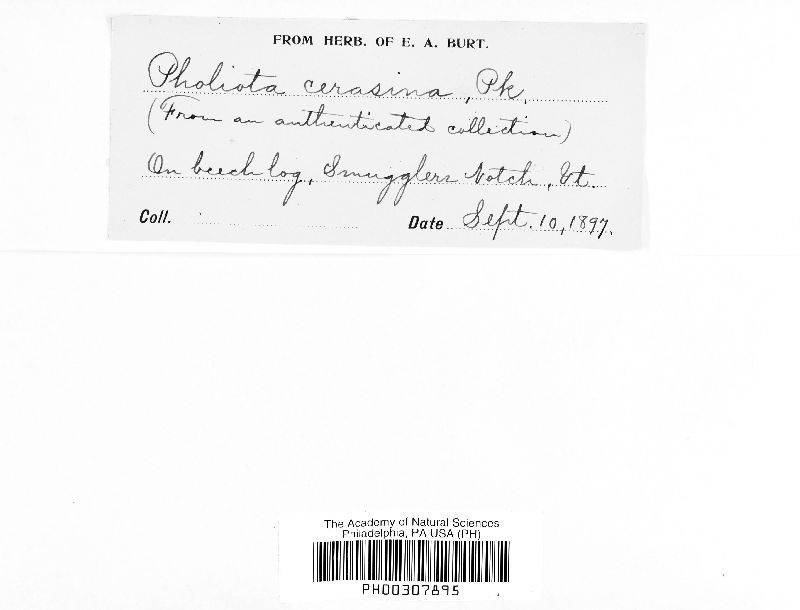 FROM HERB. OF E. A. BURT.
Pholiota cerasina, Pk.
(From an authenticated collection)
On beech log, Smugglers Notch, Vt.
Coll. Date Sept. 10, 1897.
The Academy of Natural Sciences
Philadelphia, PA USA (PH)
PH00307895